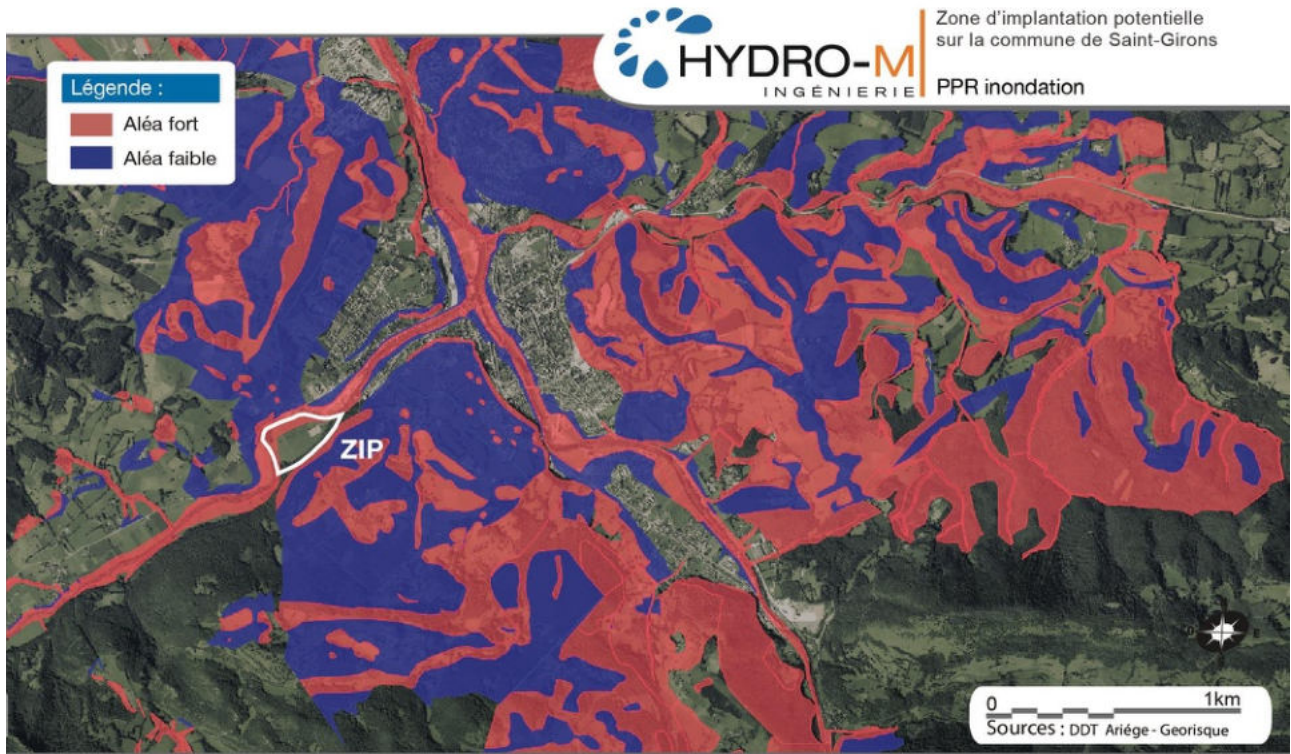 HYDRO-M
INGÉNIERIE
Zone d'implantation potentielle
sur la commune de Saint-Girons
PPR inondation
Légende :
Aléa fort
Aléa faible
ZIP
0 1km
Sources : DDT Ariége - Georisque